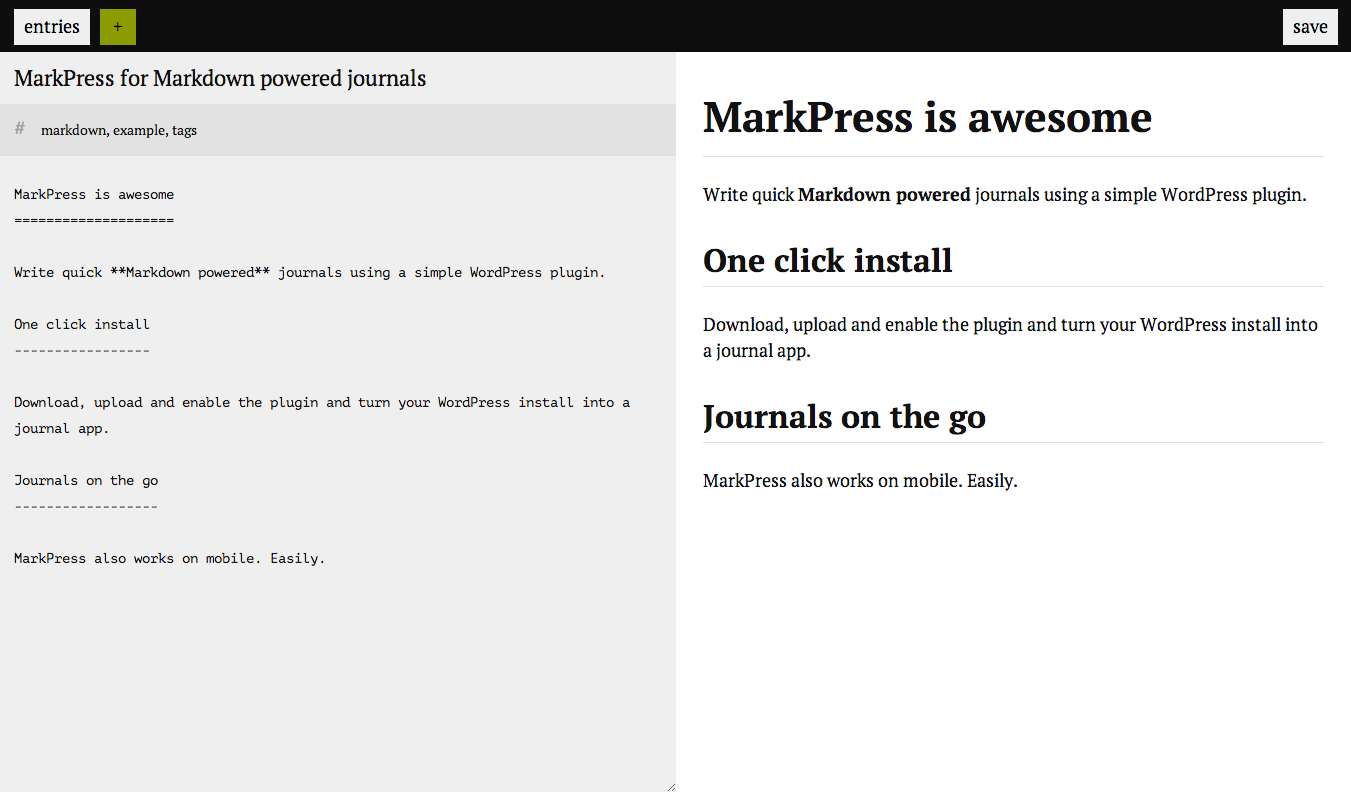 entries + save
MarkPress for Markdown powered journals
# markdown, example, tags
MarkPress is awesome
====================
Write quick **Markdown powered** journals using a simple WordPress plugin.
One click install
-----------------
Download, upload and enable the plugin and turn your WordPress install into a
journal app.
Journals on the go
------------------
MarkPress also works on mobile. Easily.
MarkPress is awesome
Write quick Markdown powered journals using a simple WordPress plugin.
One click install
Download, upload and enable the plugin and turn your WordPress install into
a journal app.
Journals on the go
MarkPress also works on mobile. Easily.